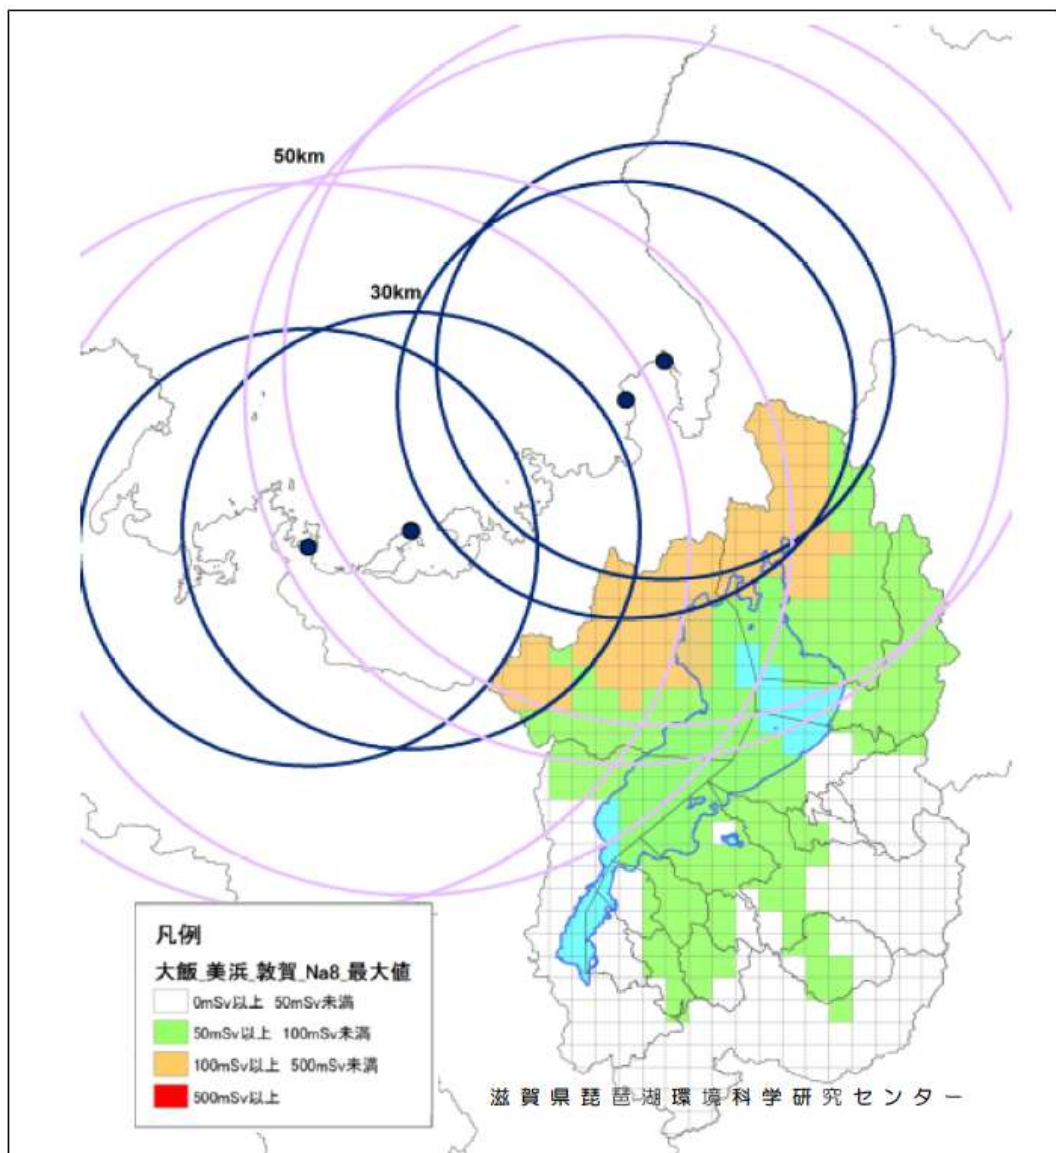 50km
30km
凡例
大飯_美浜_敦賀_Na8_最大値
0mSv以上 50mSv未満
50mSv以上 100mSv未満
100mSv以上 500mSv未満
500mSv以上
滋賀県琵琶湖環境科学研究センター